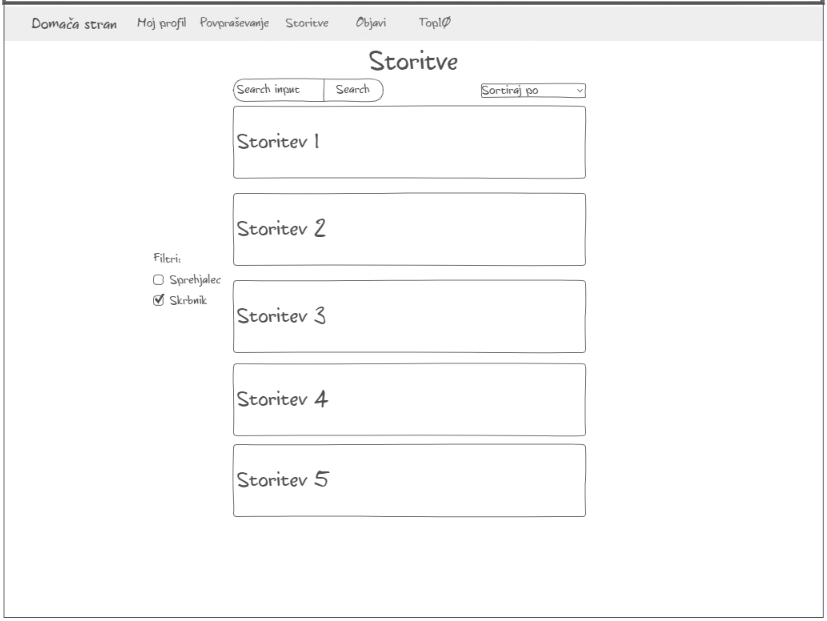 Domača stran Moj profil Povpraševanje Storitve Objavi Top10
Storitve
Search input Search Sortiraj po
Storitev 1
Storitev 2
Filtri:
Sprehjalec
Skrbnik
Storitev 3
Storitev 4
Storitev 5